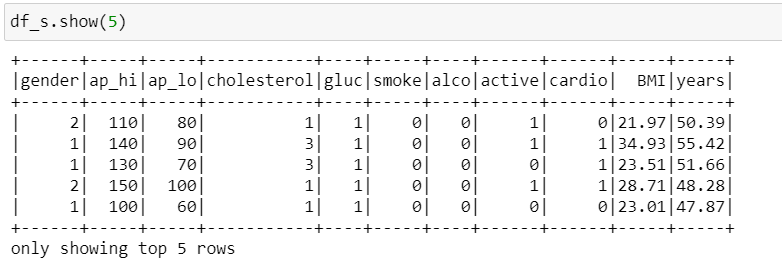 df_s.show(5)
+------+-----+-----+-----------+----+-----+----+------+------+-----+-----+
|gender|ap_hi|ap_lo|cholesterol|gluc|smoke|alco|active|cardio|  BMI|years|
+------+-----+-----+-----------+----+-----+----+------+------+-----+-----+
|     2|  110|   80|          1|   1|    0|   0|     1|     0|21.97|50.39|
|     1|  140|   90|          3|   1|    0|   0|     1|     1|34.93|55.42|
|     1|  130|   70|          3|   1|    0|   0|     0|     1|23.51|51.66|
|     2|  150|  100|          1|   1|    0|   0|     1|     1|28.71|48.28|
|     1|  100|   60|          1|   1|    0|   0|     0|     0|23.01|47.87|
+------+-----+-----+-----------+----+-----+----+------+------+-----+-----+
only showing top 5 rows